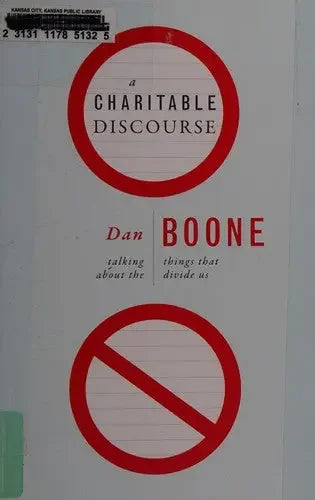 KANSAS CITY, KANSAS PUBLIC LIBRARY
2 3131 1178 5132 5
a
CHARITABLE
DISCOURSE
Dan BOONE
talking things that
about the divide us